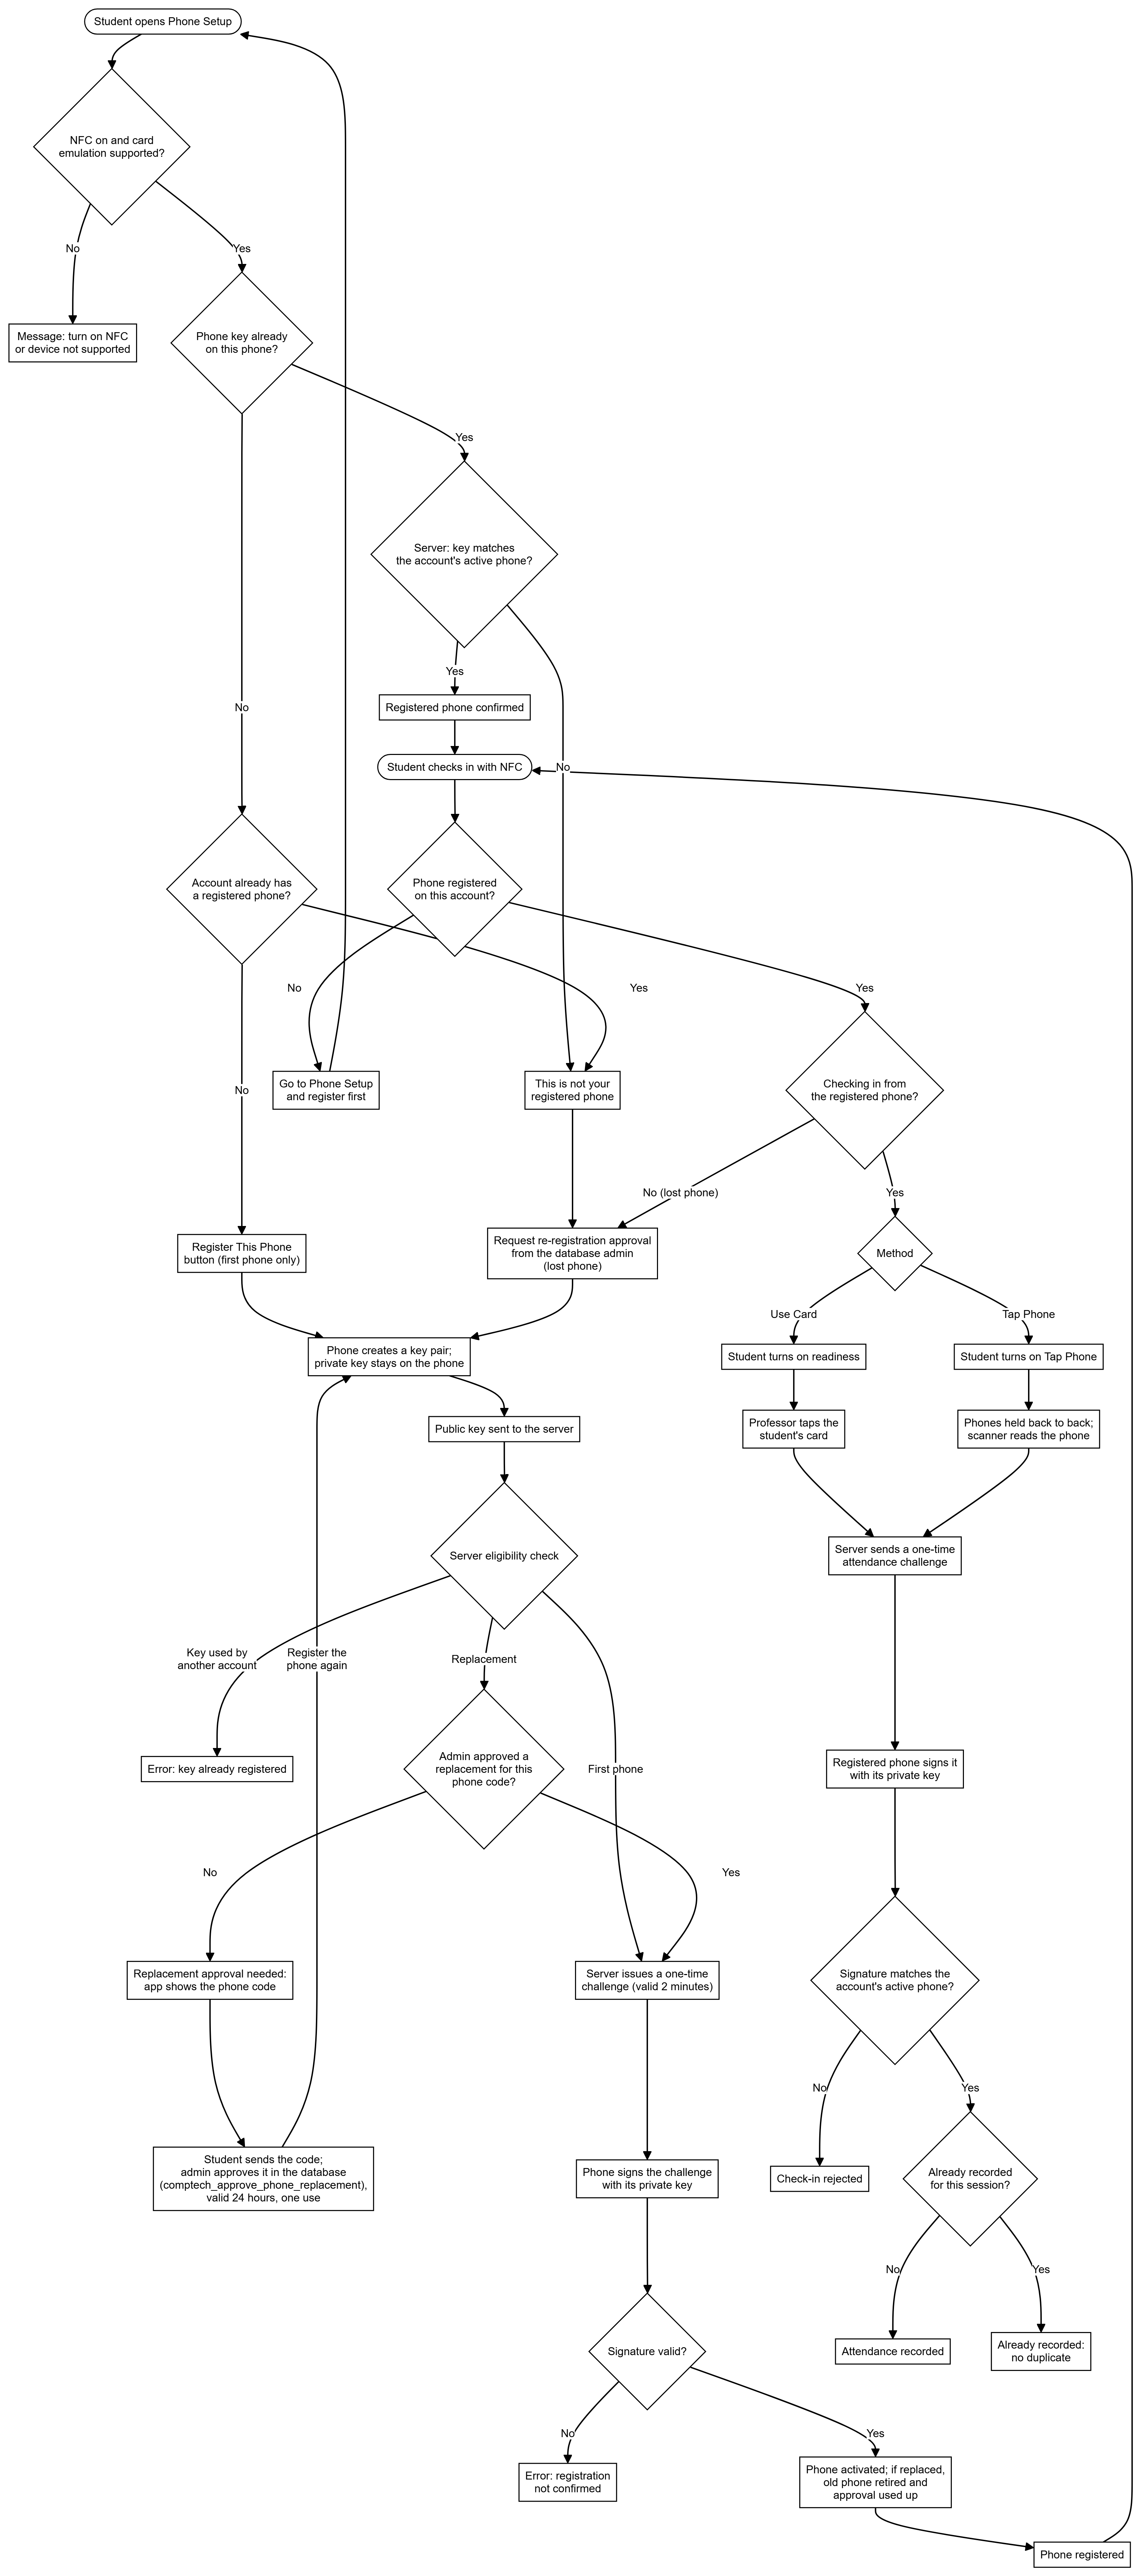 Student opens Phone Setup
NFC on and card
emulation supported?
No
Yes
Message: turn on NFC
or device not supported
Phone key already
on this phone?
Yes
Server: key matches
the account's active phone?
No
Yes
Registered phone confirmed
Student checks in with NFC
No
Account already has
a registered phone?
Phone registered
on this account?
No
Yes
Yes
No
Go to Phone Setup
and register first
This is not your
registered phone
Checking in from
the registered phone?
No (lost phone)
Yes
Register This Phone
button (first phone only)
Request re-registration approval
from the database admin
(lost phone)
Method
Use Card
Tap Phone
Phone creates a key pair;
private key stays on the phone
Student turns on readiness
Student turns on Tap Phone
Public key sent to the server
Professor taps the
student's card
Phones held back to back;
scanner reads the phone
Server eligibility check
Server sends a one-time
attendance challenge
Key used by
another account
Register the
phone again
Replacement
Error: key already registered
Admin approved a
replacement for this
phone code?
First phone
Registered phone signs it
with its private key
No
Yes
Replacement approval needed:
app shows the phone code
Server issues a one-time
challenge (valid 2 minutes)
Signature matches the
account's active phone?
No
Yes
Student sends the code;
admin approves it in the database
(comptech_approve_phone_replacement),
valid 24 hours, one use
Phone signs the challenge
with its private key
Check-in rejected
Already recorded
for this session?
No
Yes
Signature valid?
Attendance recorded
Already recorded:
no duplicate
No
Yes
Error: registration
not confirmed
Phone activated; if replaced,
old phone retired and
approval used up
Phone registered